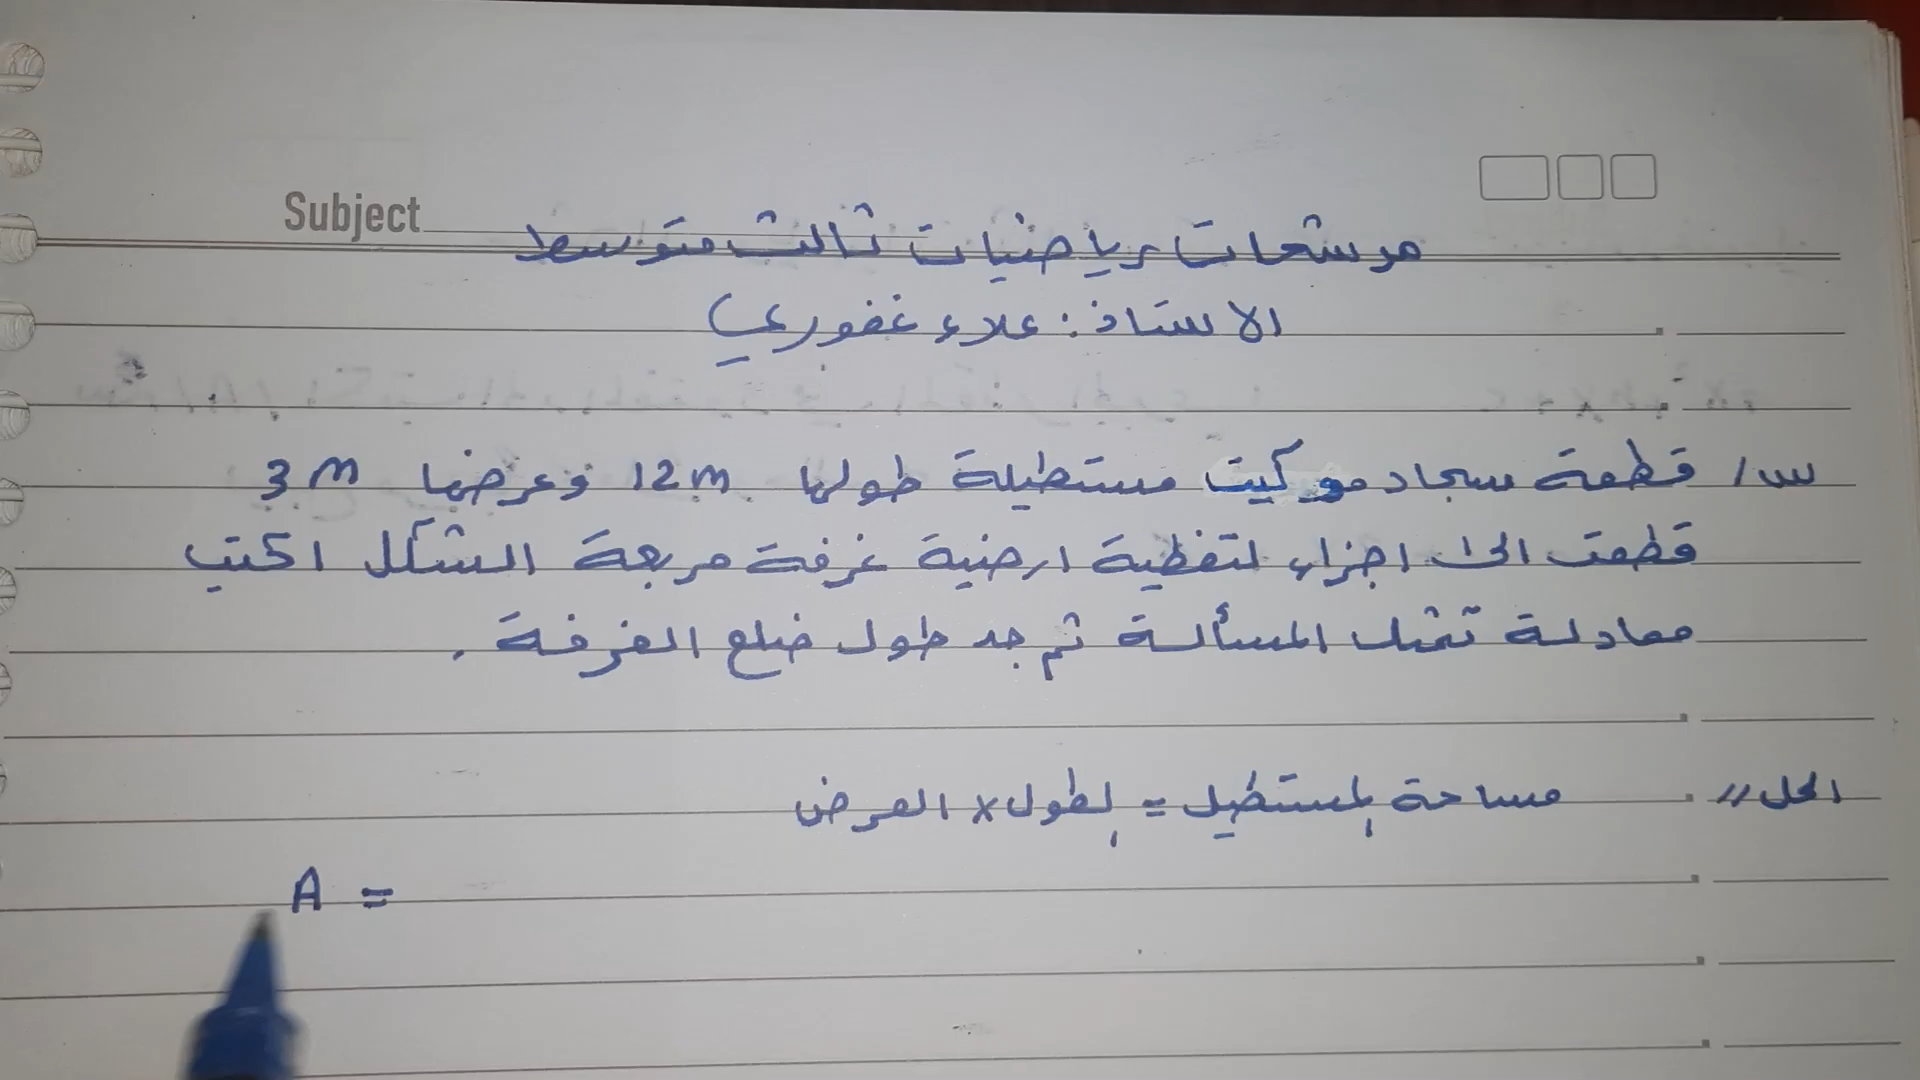 Subject
مرشحات رياضيات ثالث متوسط
الاستاذ : علاء غفوري
س/ قطعة سجاد موكيت مستطيلة طولها 12m وعرضها 3m
قطعت الى اجزاء لتغطية ارضية غرفة مربعة الشكل اكتب
معادلة تمثل المسألة ثم جد طول ضلع الغرفة .
الحل // مساحة المستطيل = الطول × العرض
A =